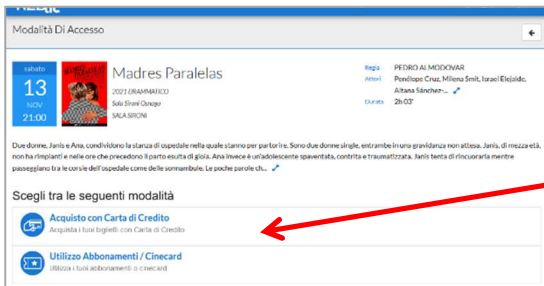 Modalità Di Accesso
sabato
13
NOV
21:00
Madres Paralelas
2021 DRAMMATICO
Sala Sironi Osnago
SALA SIRONI
Regia PEDRO ALMODOVAR
Attori Penélope Cruz, Milena Smit, Israel Elejalde,
Aitana Sánchez-...
Durata 2h 03'
Due donne, Janis e Ana, condividono la stanza di ospedale nella quale stanno per partorire. Sono due donne single, entrambe in una gravidanza non attesa. Janis, di mezza età,
non ha rimpianti e nelle ore che precedono il parto esulta di gioia. Ana invece è un'adolescente spaventata, contrita e traumatizzata. Janis tenta di rincuorarla mentre
passeggiano tra le corsie dell'ospedale come delle sonnambule. Le poche parole ch...
Scegli tra le seguenti modalità
Acquisto con Carta di Credito
Acquista i tuoi biglietti con Carta di Credito
Utilizzo Abbonamenti / Cinecard
Utilizza i tuoi abbonamenti o cinecard